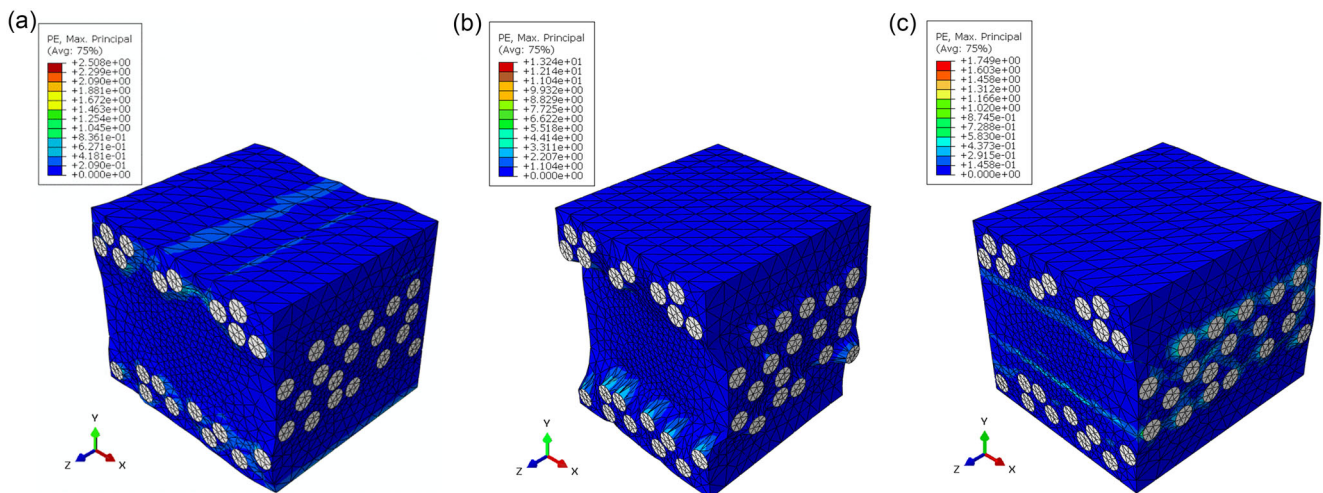 (a)
PE, Max. Principal
(Avg: 75%)
+2.508e+00
+2.299e+00
+2.090e+00
+1.881e+00
+1.672e+00
+1.463e+00
+1.254e+00
+1.045e+00
+8.361e-01
+6.271e-01
+4.181e-01
+2.090e-01
+0.000e+00
Y
Z
X
(b)
PE, Max. Principal
(Avg: 75%)
+1.324e+01
+1.214e+01
+1.104e+01
+9.932e+00
+8.829e+00
+7.725e+00
+6.622e+00
+5.518e+00
+4.414e+00
+3.311e+00
+2.207e+00
+1.104e+00
+0.000e+00
Y
Z
X
(c)
PE, Max. Principal
(Avg: 75%)
+1.749e+00
+1.603e+00
+1.458e+00
+1.312e+00
+1.166e+00
+1.020e+00
+8.745e-01
+7.288e-01
+5.830e-01
+4.373e-01
+2.915e-01
+1.458e-01
+0.000e+00
Y
Z
X